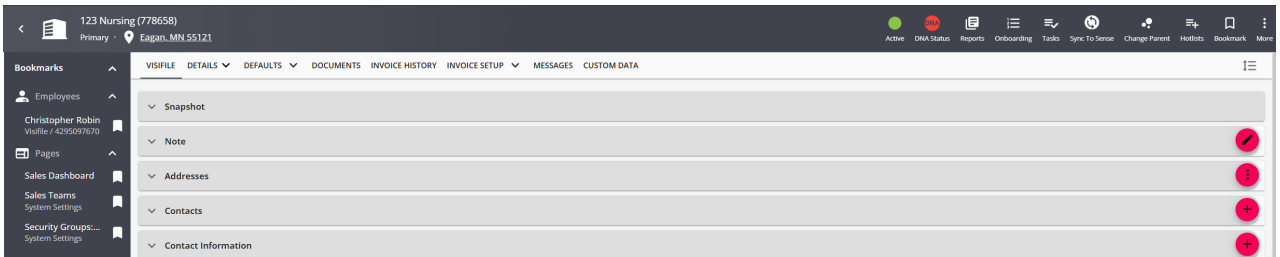 123 Nursing (778658)
Primary · Eagan, MN 55121
DNA
Active DNA Status Reports Onboarding Tasks Sync To Sense Change Parent Hotlists Bookmark More
Bookmarks
Employees
Christopher Robin
Visifile / 4295097670
Pages
Sales Dashboard
Sales Teams
System Settings
Security Groups:...
System Settings
VISIFILE DETAILS DEFAULTS DOCUMENTS INVOICE HISTORY INVOICE SETUP MESSAGES CUSTOM DATA
Snapshot
Note
Addresses
Contacts
Contact Information